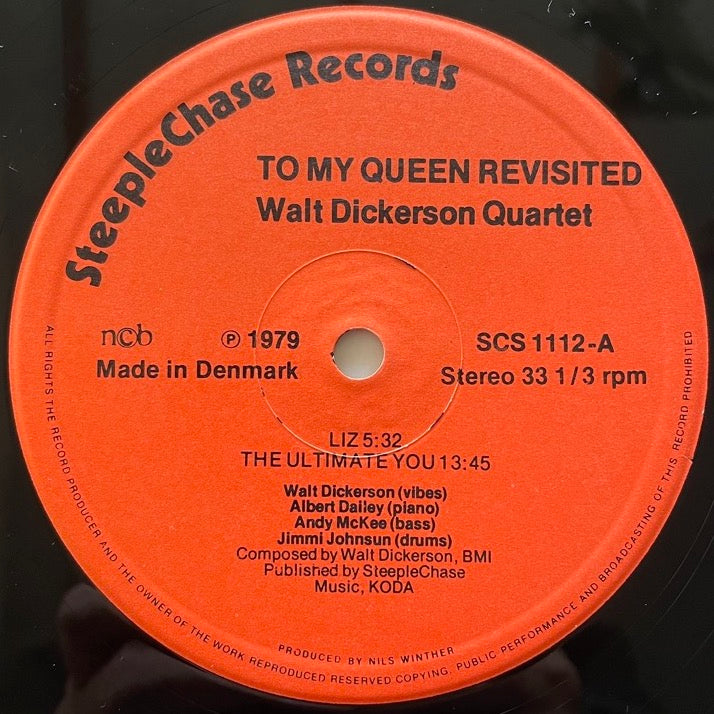 SteepleChase Records
TO MY QUEEN REVISITED
Walt Dickerson Quartet
n©b
℗ 1979
Made in Denmark
SCS 1112-A
Stereo 33 1/3 rpm
LIZ 5:32
THE ULTIMATE YOU 13:45
Walt Dickerson (vibes)
Albert Dailey (piano)
Andy McKee (bass)
Jimmi Johnsun (drums)
Composed by Walt Dickerson, BMI
Published by SteepleChase
Music, KODA
PRODUCED BY NILS WINTHER
ALL RIGHTS THE RECORD PRODUCER AND THE OWNER OF THE WORK REPRODUCED RESERVED. COPYING, PUBLIC PERFORMANCE AND BROADCASTING OF THIS RECORD PROHIBITED